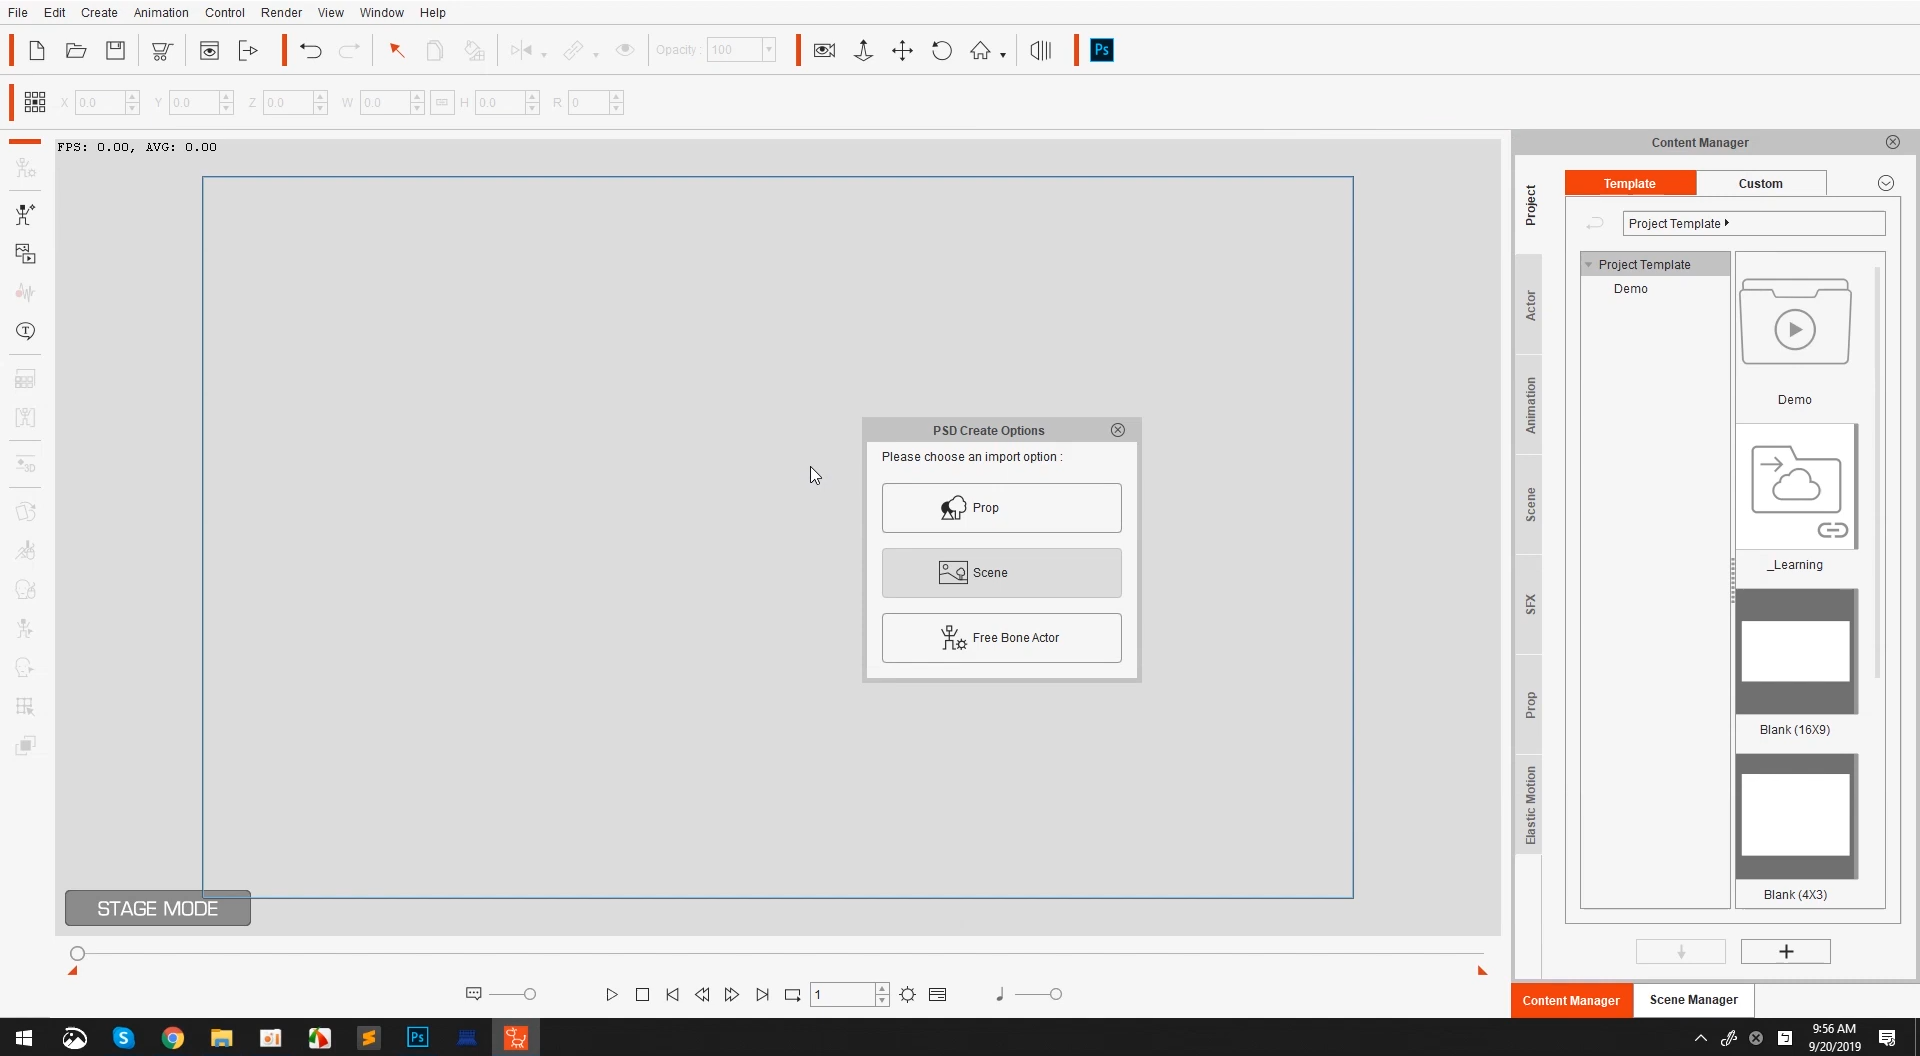 File Edit Create Animation Control Render View Window Help
Opacity : 100
Ps
X 0.0 Y 0.0 Z 0.0 W 0.0 H 0.0 R 0
FPS: 0.00, AVG: 0.00
PSD Create Options
Please choose an import option :
Prop
Scene
Free Bone Actor
STAGE MODE
1
Content Manager
Project
Actor
Animation
Scene
SFX
Prop
Elastic Motion
Template Custom
Project Template
Project Template
Demo
Demo
_Learning
Blank (16X9)
Blank (4X3)
Content Manager Scene Manager
Ps
9:56 AM
9/20/2019